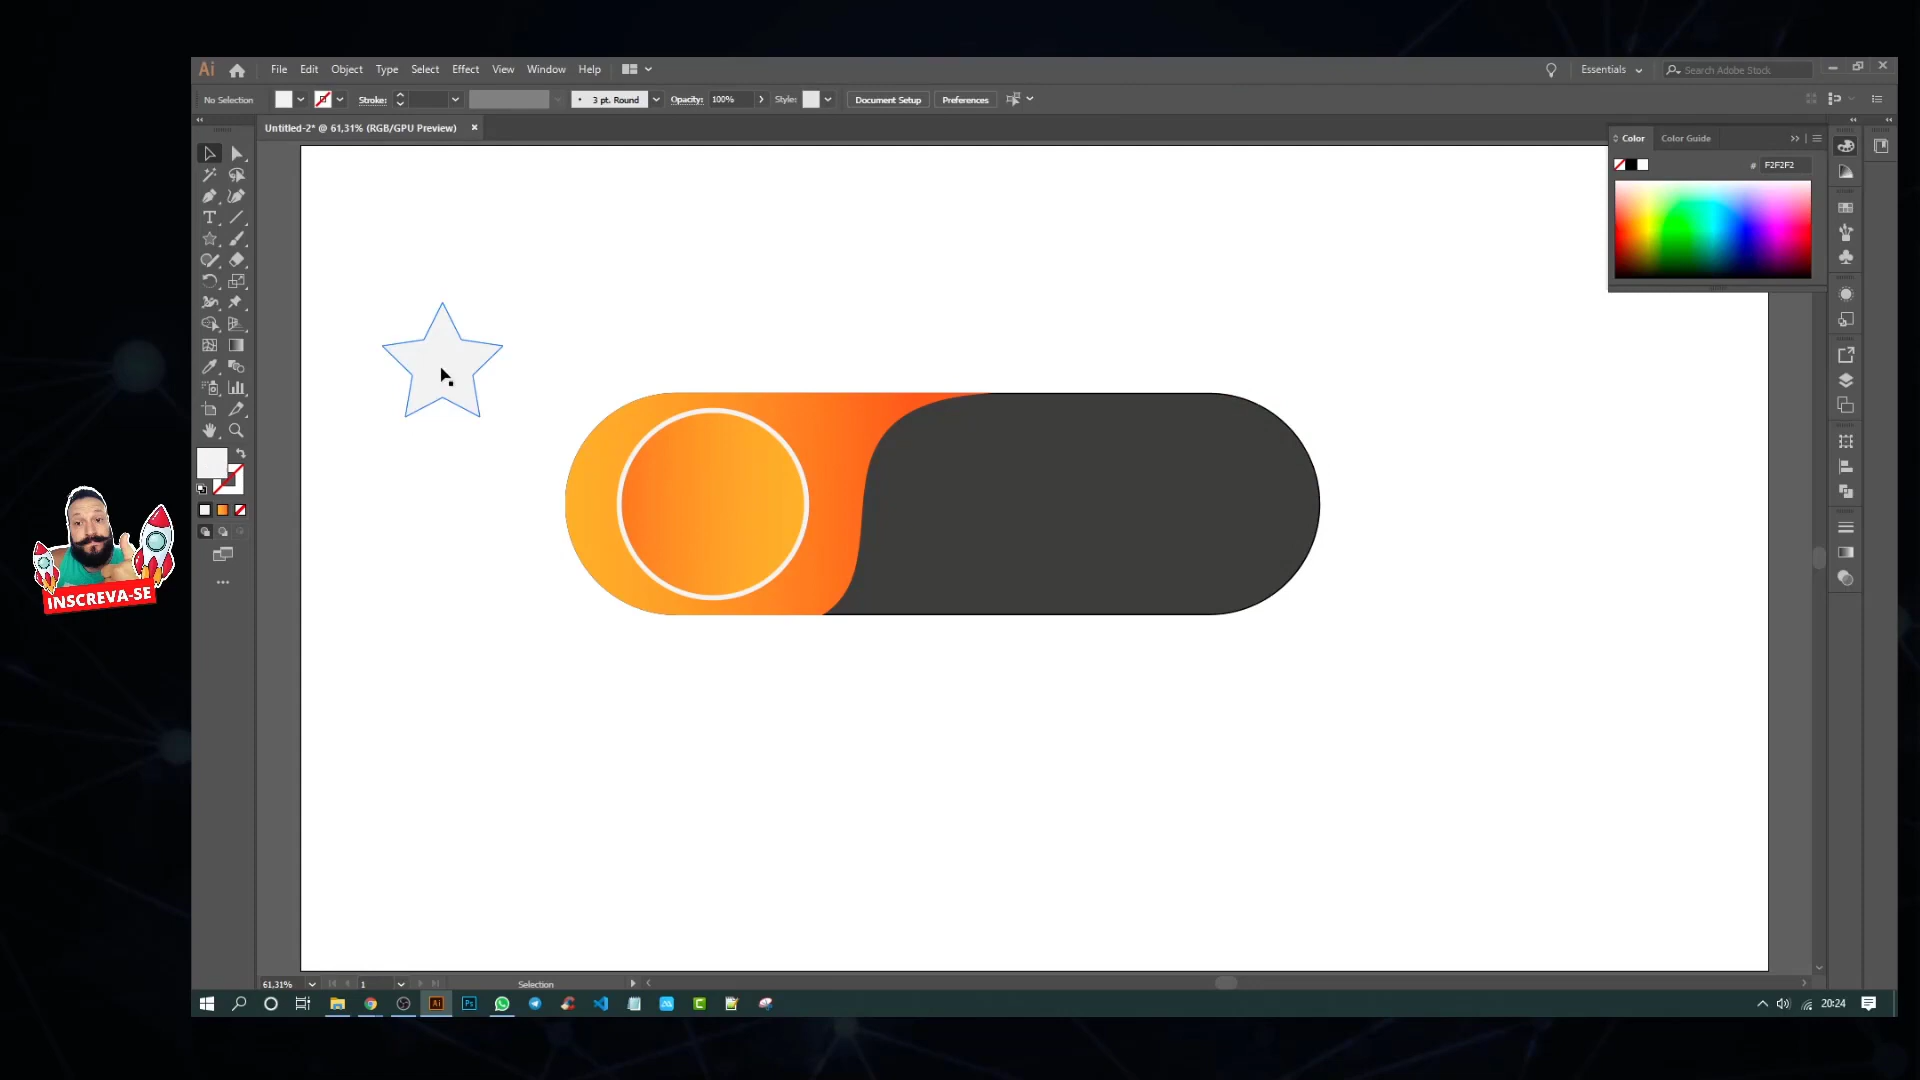 Ai File Edit Object Type Select Effect View Window Help Essentials Search Adobe Stock
No Selection Stroke: 3 pt. Round Opacity: 100% Style: Document Setup Preferences
Untitled-2* @ 61,31% (RGB/GPU Preview)
Color Color Guide
# F2F2F2
INSCREVA-SE
61,31% 1 Selection
Ai Ps 20:24